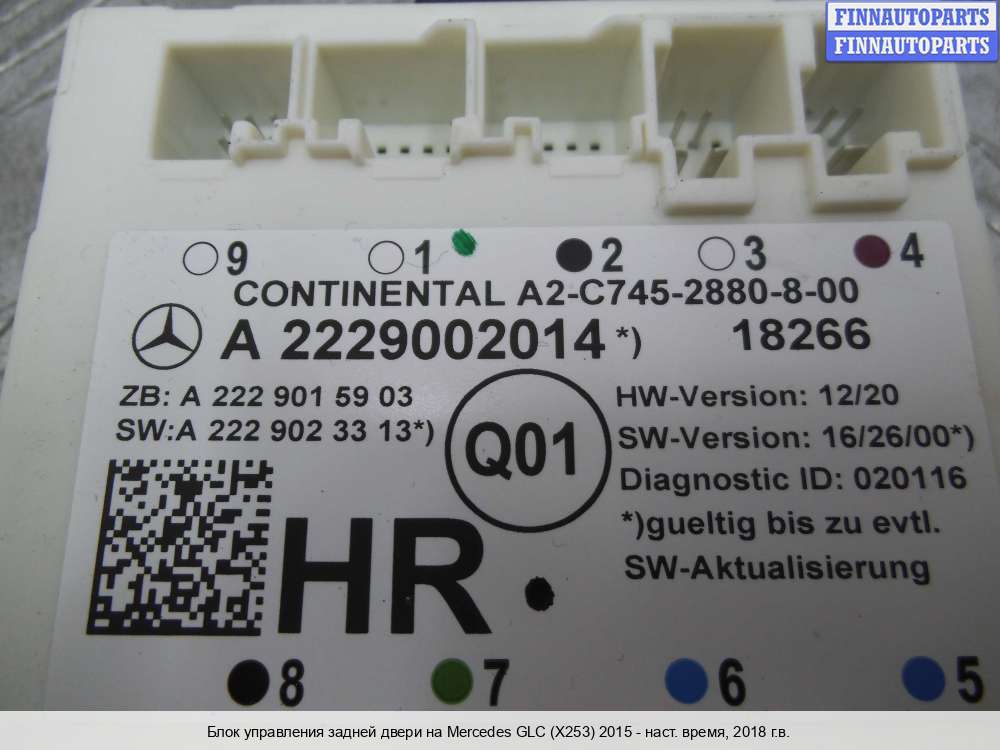 FINNAUTOPARTS
FINNAUTOPARTS
9 1 2 3 4
CONTINENTAL A2-C745-2880-8-00
A 2229002014 *) 18266
ZB: A 222 901 59 03
HW-Version: 12/20
SW:A 222 902 33 13*)
Q01
SW-Version: 16/26/00*)
Diagnostic ID: 020116
*)gueltig bis zu evtl.
SW-Aktualisierung
HR
8 7 6 5
Блок управления задней двери на Mercedes GLC (X253) 2015 - наст. время, 2018 г.в.